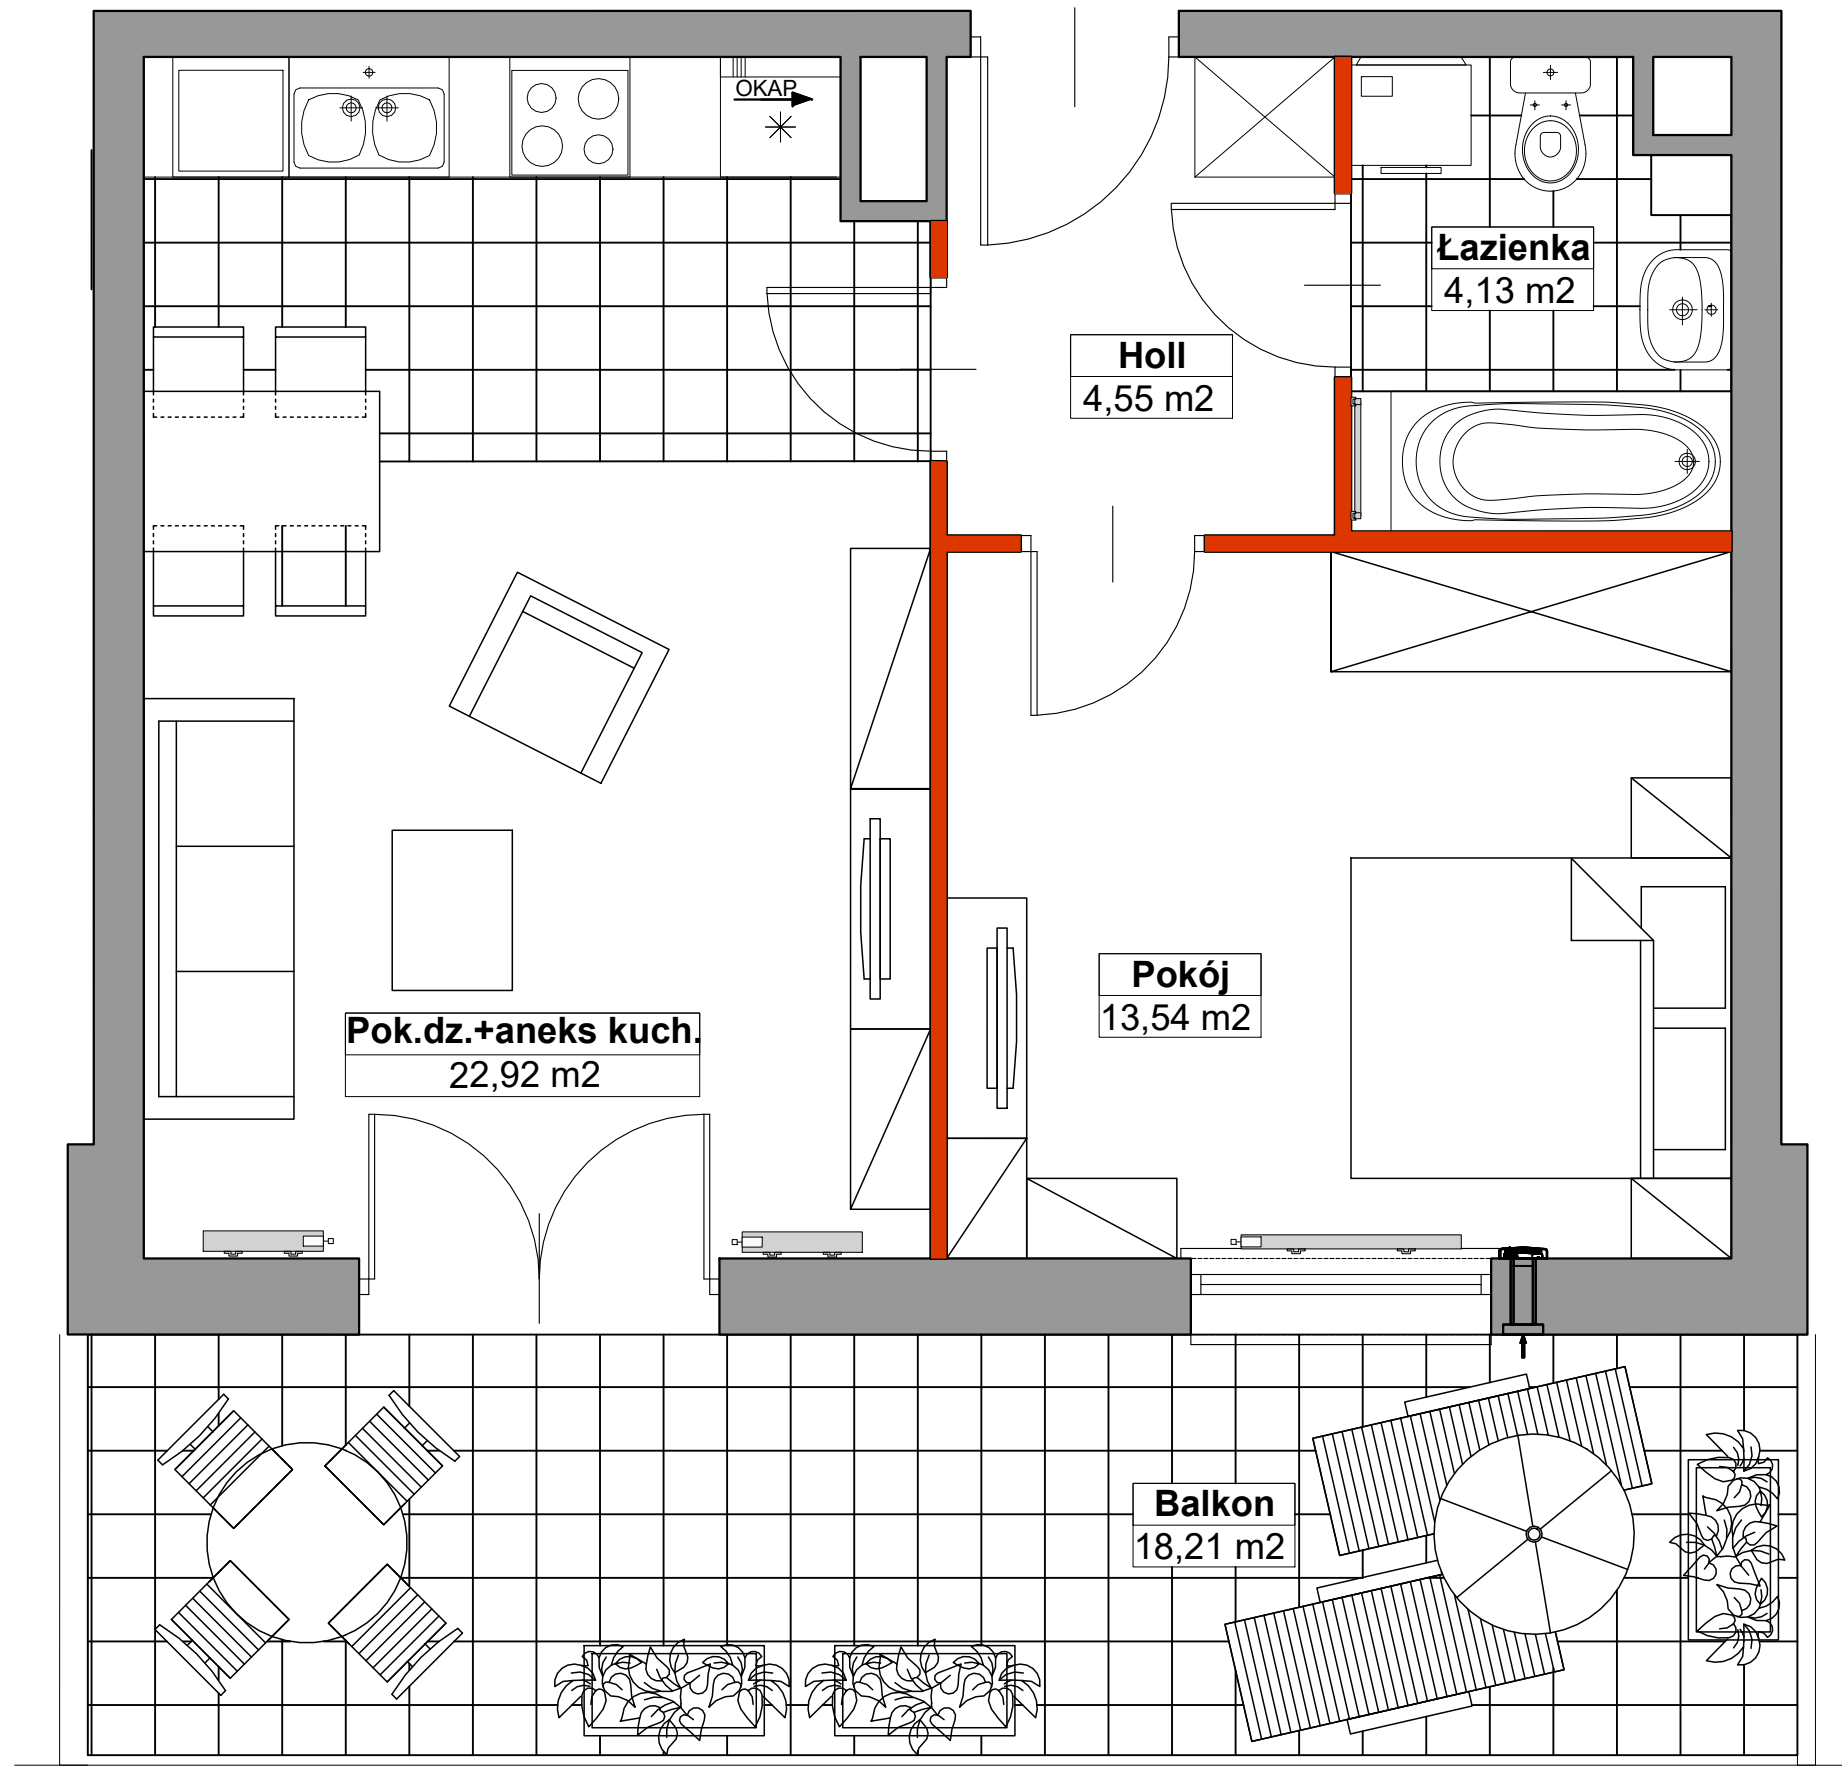 OKAP
Łazienka
4,13 m2
Holl
4,55 m2
Pokój
13,54 m2
Pok.dz.+aneks kuch.
22,92 m2
Balkon
18,21 m2